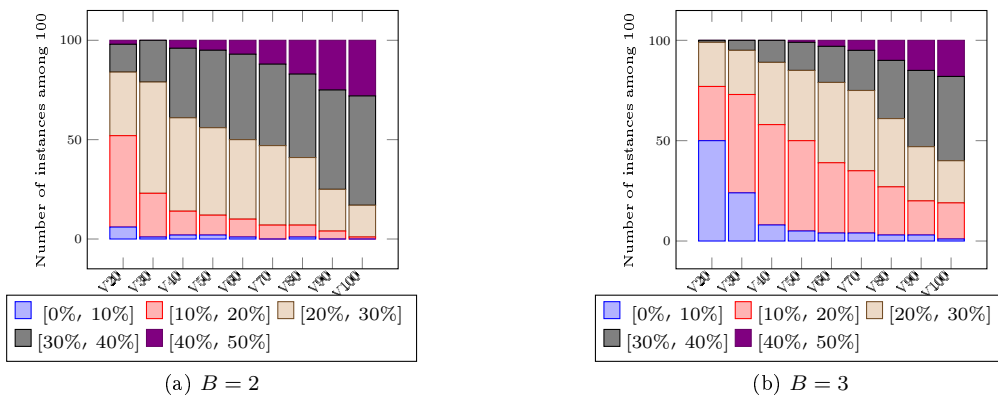 Number of instances among 100
100
50
0
V20 V30 V40 V50 V60 V70 V80 V90 V100
[0%, 10%] [10%, 20%] [20%, 30%]
[30%, 40%] [40%, 50%]
(a) B = 2
Number of instances among 100
100
50
0
V20 V30 V40 V50 V60 V70 V80 V90 V100
[0%, 10%] [10%, 20%] [20%, 30%]
[30%, 40%] [40%, 50%]
(b) B = 3